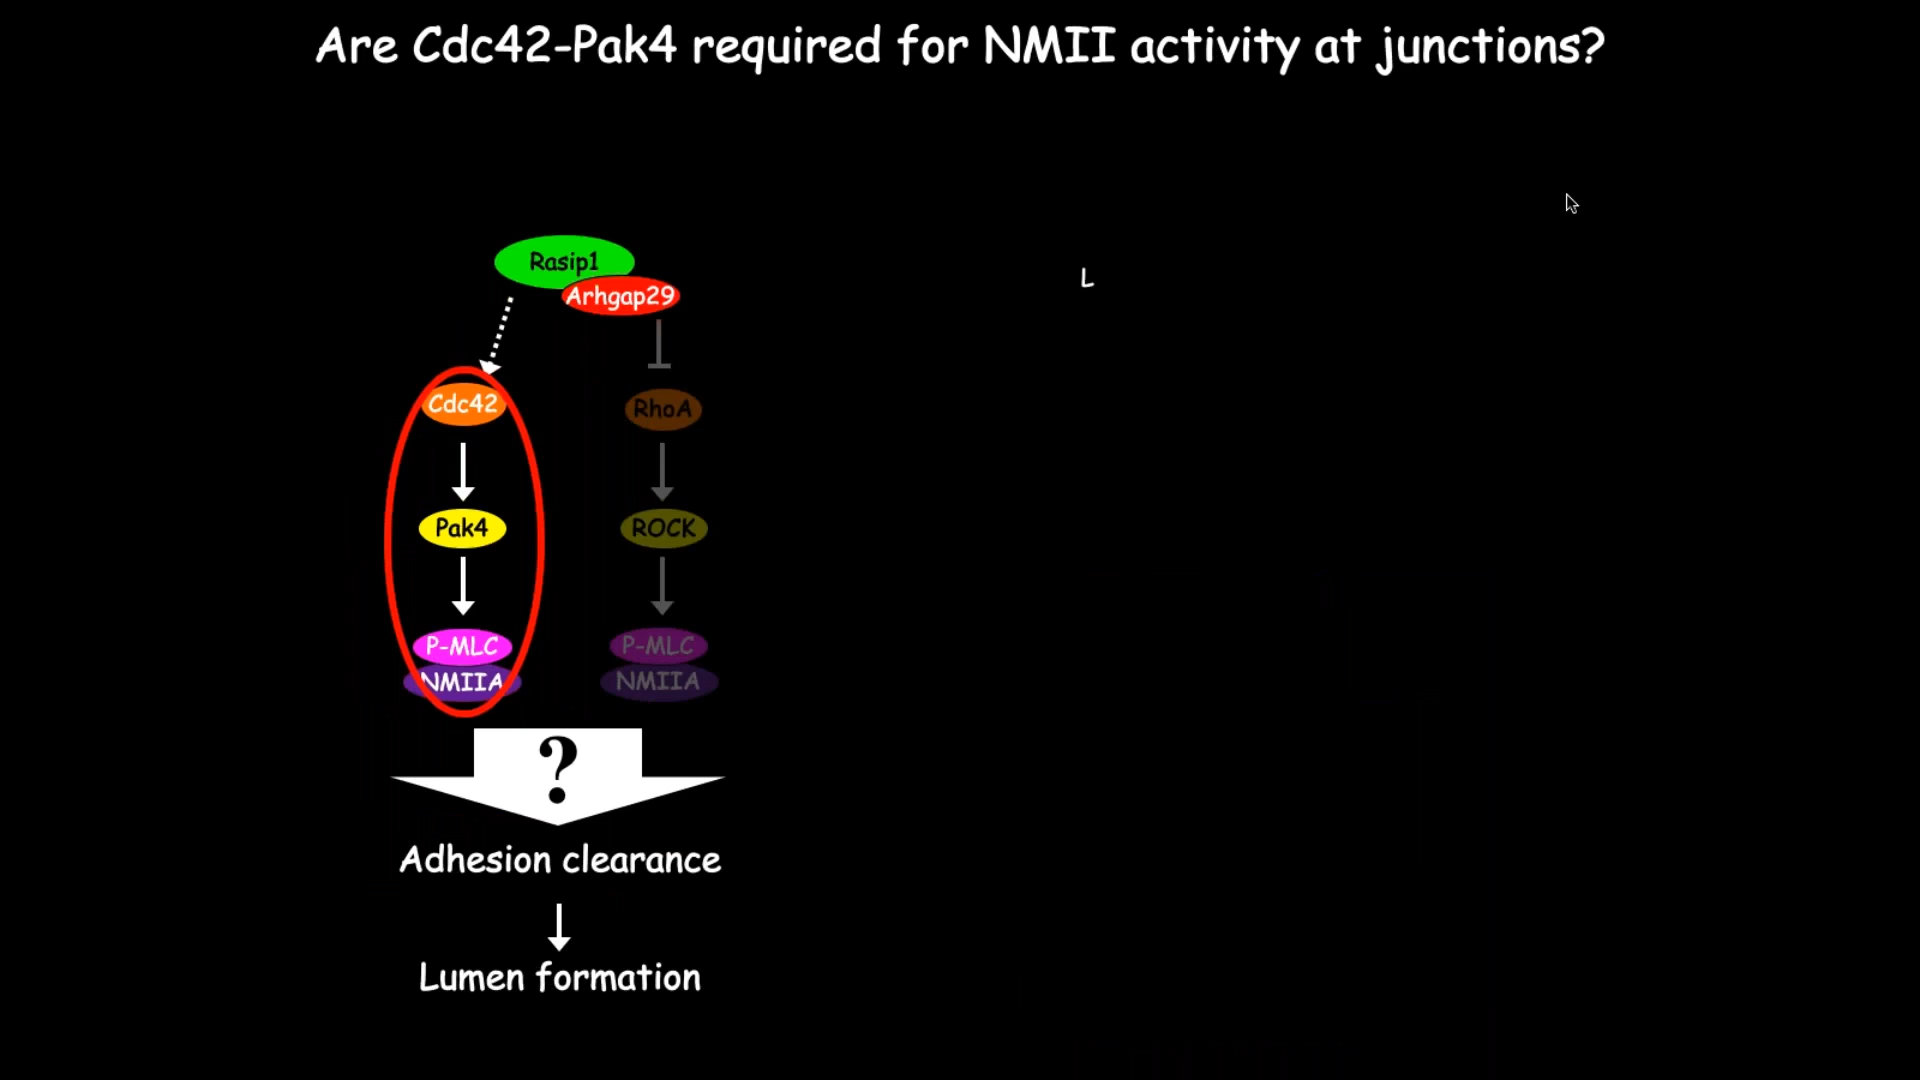 Are Cdc42-Pak4 required for NMII activity at junctions?
Rasip1
Arhgap29
L
Cdc42
RhoA
Pak4
ROCK
P-MLC
P-MLC
NMIIA
NMIIA
?
Adhesion clearance
Lumen formation